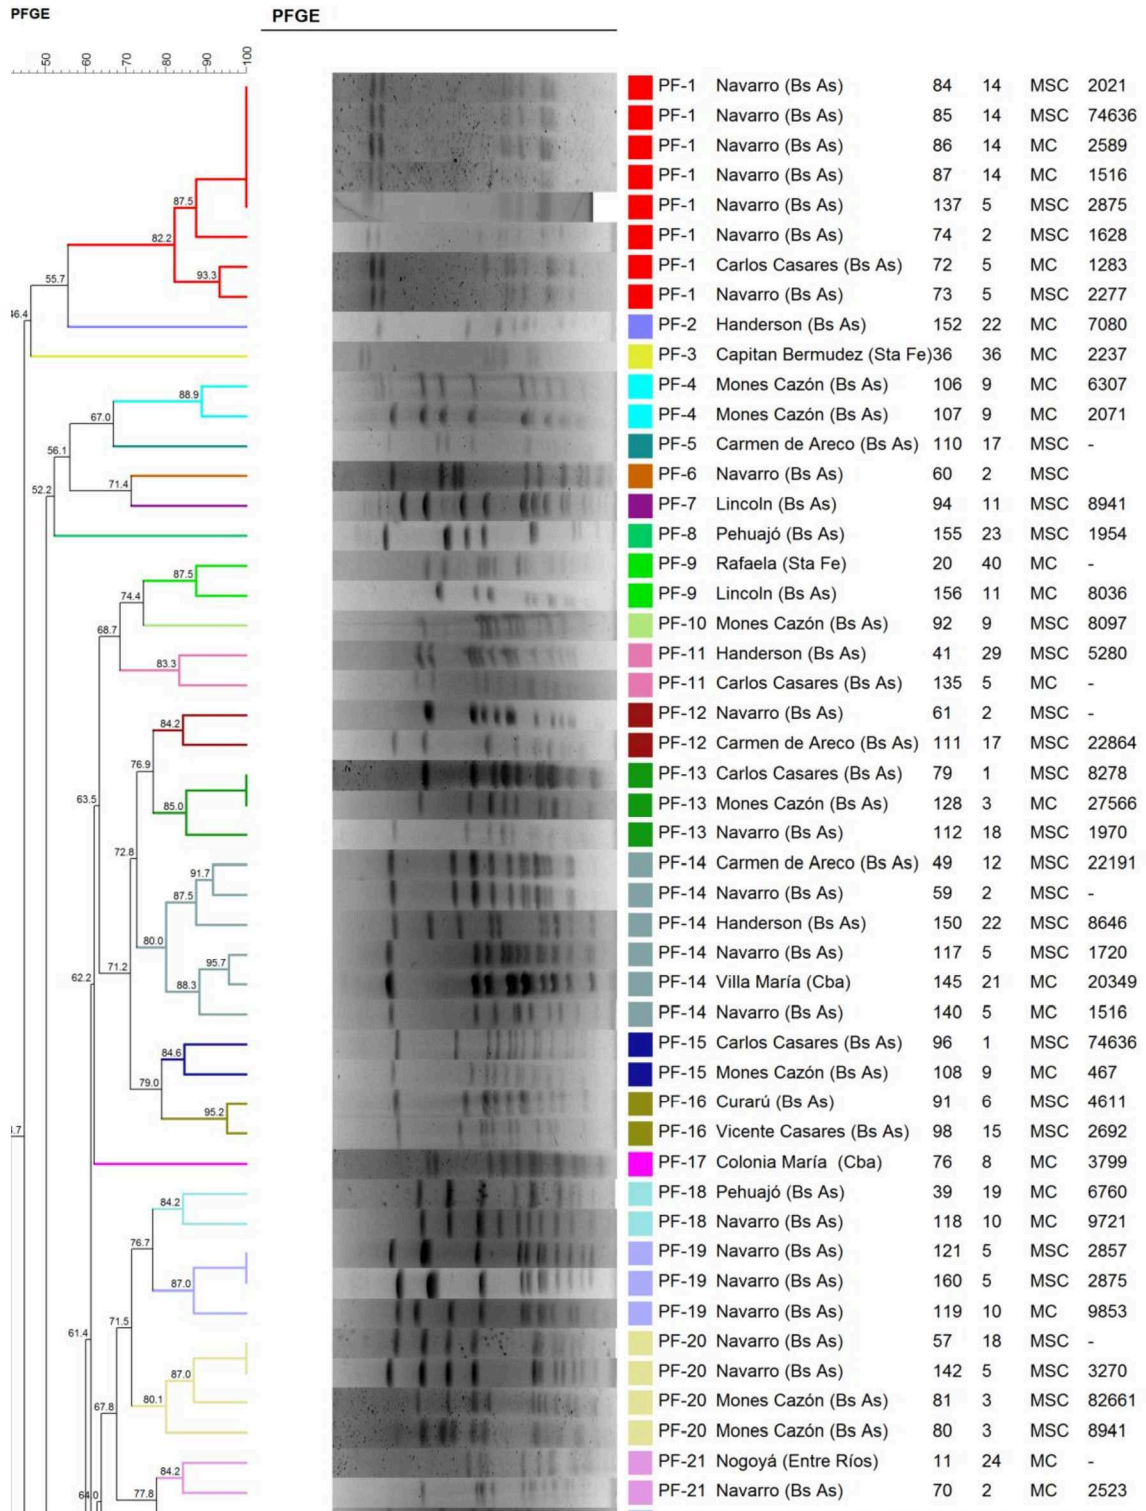 PFGE
PFGE
50 60 70 80 90 100
PF-1 Navarro (Bs As) 84 14 MSC 2021
PF-1 Navarro (Bs As) 85 14 MSC 74636
PF-1 Navarro (Bs As) 86 14 MC 2589
PF-1 Navarro (Bs As) 87 14 MC 1516
87.5 PF-1 Navarro (Bs As) 137 5 MSC 2875
82.2 PF-1 Navarro (Bs As) 74 2 MSC 1628
PF-1 Carlos Casares (Bs As) 72 5 MC 1283
55.7 93.3 PF-1 Navarro (Bs As) 73 5 MSC 2277
46.4 PF-2 Handerson (Bs As) 152 22 MC 7080
PF-3 Capitan Bermudez (Sta Fe) 36 36 MC 2237
88.9 PF-4 Mones Cazón (Bs As) 106 9 MC 6307
67.0 PF-4 Mones Cazón (Bs As) 107 9 MC 2071
56.1 PF-5 Carmen de Areco (Bs As) 110 17 MSC -
71.4 PF-6 Navarro (Bs As) 60 2 MSC
52.2 PF-7 Lincoln (Bs As) 94 11 MSC 8941
PF-8 Pehuajó (Bs As) 155 23 MSC 1954
87.5 PF-9 Rafaela (Sta Fe) 20 40 MC -
74.4 PF-9 Lincoln (Bs As) 156 11 MC 8036
68.7 PF-10 Mones Cazón (Bs As) 92 9 MSC 8097
83.3 PF-11 Handerson (Bs As) 41 29 MSC 5280
PF-11 Carlos Casares (Bs As) 135 5 MC -
84.2 PF-12 Navarro (Bs As) 61 2 MSC -
76.9 PF-12 Carmen de Areco (Bs As) 111 17 MSC 22864
PF-13 Carlos Casares (Bs As) 79 1 MSC 8278
63.5 85.0 PF-13 Mones Cazón (Bs As) 128 3 MC 27566
PF-13 Navarro (Bs As) 112 18 MSC 1970
72.8 91.7 PF-14 Carmen de Areco (Bs As) 49 12 MSC 22191
87.5 PF-14 Navarro (Bs As) 59 2 MSC -
80.0 PF-14 Handerson (Bs As) 150 22 MSC 8646
71.2 95.7 PF-14 Navarro (Bs As) 117 5 MSC 1720
62.2 88.3 PF-14 Villa María (Cba) 145 21 MC 20349
PF-14 Navarro (Bs As) 140 5 MC 1516
84.6 PF-15 Carlos Casares (Bs As) 96 1 MSC 74636
79.0 PF-15 Mones Cazón (Bs As) 108 9 MC 467
95.2 PF-16 Curarú (Bs As) 91 6 MSC 4611
.7 PF-16 Vicente Casares (Bs As) 98 15 MSC 2692
PF-17 Colonia María (Cba) 76 8 MC 3799
84.2 PF-18 Pehuajó (Bs As) 39 19 MC 6760
PF-18 Navarro (Bs As) 118 10 MC 9721
76.7 PF-19 Navarro (Bs As) 121 5 MSC 2857
87.0 PF-19 Navarro (Bs As) 160 5 MSC 2875
71.5 PF-19 Navarro (Bs As) 119 10 MC 9853
61.4 PF-20 Navarro (Bs As) 57 18 MSC -
87.0 PF-20 Navarro (Bs As) 142 5 MSC 3270
80.1 PF-20 Mones Cazón (Bs As) 81 3 MSC 82661
67.8 PF-20 Mones Cazón (Bs As) 80 3 MSC 8941
84.2 PF-21 Nogoyá (Entre Ríos) 11 24 MC -
64.0 77.8 PF-21 Navarro (Bs As) 70 2 MC 2523